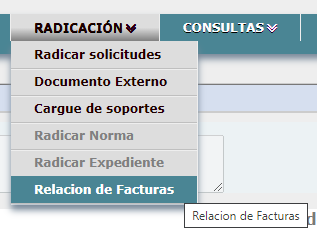 RADICACIÓN CONSULTAS
Radicar solicitudes
Documento Externo
Cargue de soportes
Radicar Norma
Radicar Expediente
Relacion de Facturas
Relacion de Facturas